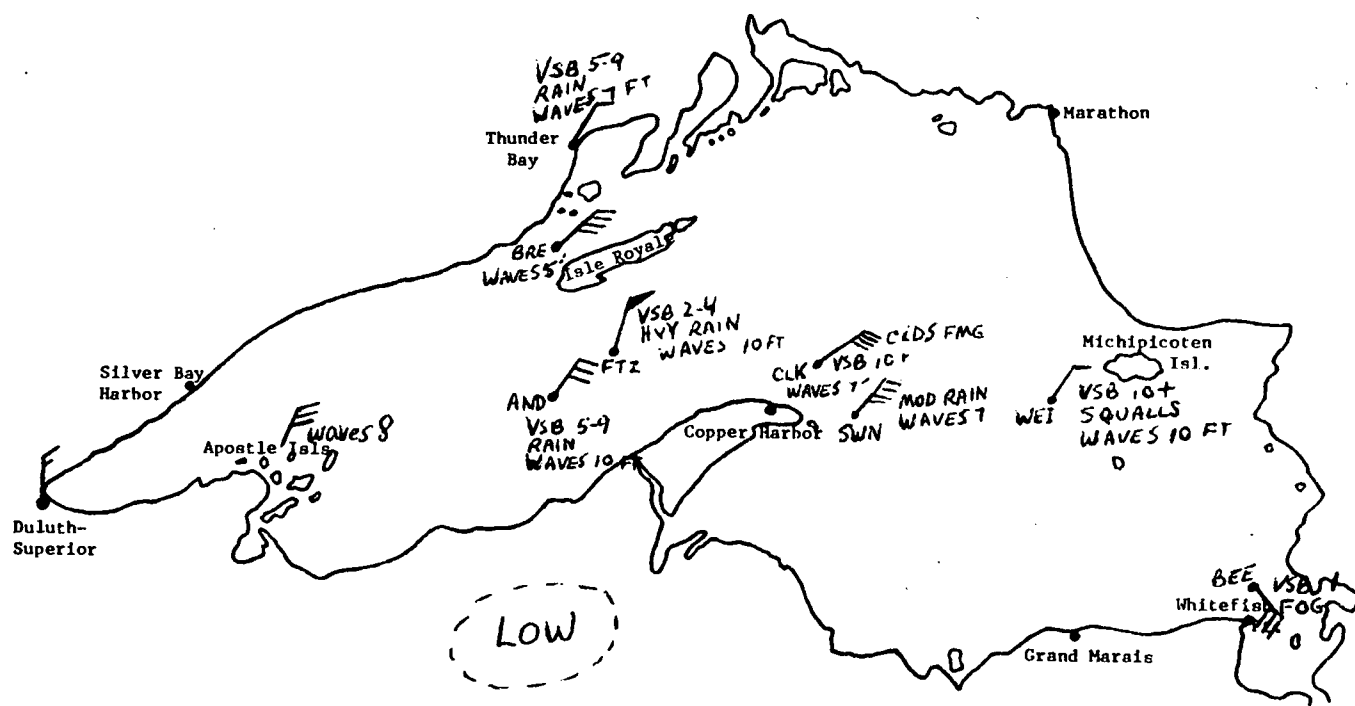 VSB 5-9
RAIN
WAVES 7 FT
Thunder
Bay
Marathon
BRE
WAVES 5'
Isle Royale
VSB 2-4
HVY RAIN
WAVES 10 FT
FTZ
CLDS FMG
CLK
VSB 10+
WAVES 7'
Michipicoten
Isl.
WEI
VSB 10+
SQUALLS
WAVES 10 FT
Silver Bay
Harbor
AND
VSB 5-9
RAIN
WAVES 10 FT
MOD RAIN
WAVES 7
SWN
Copper Harbor
WAVES 8
Apostle Isls
Duluth-
Superior
LOW
BEE
VSB
FOG
Grand Marais